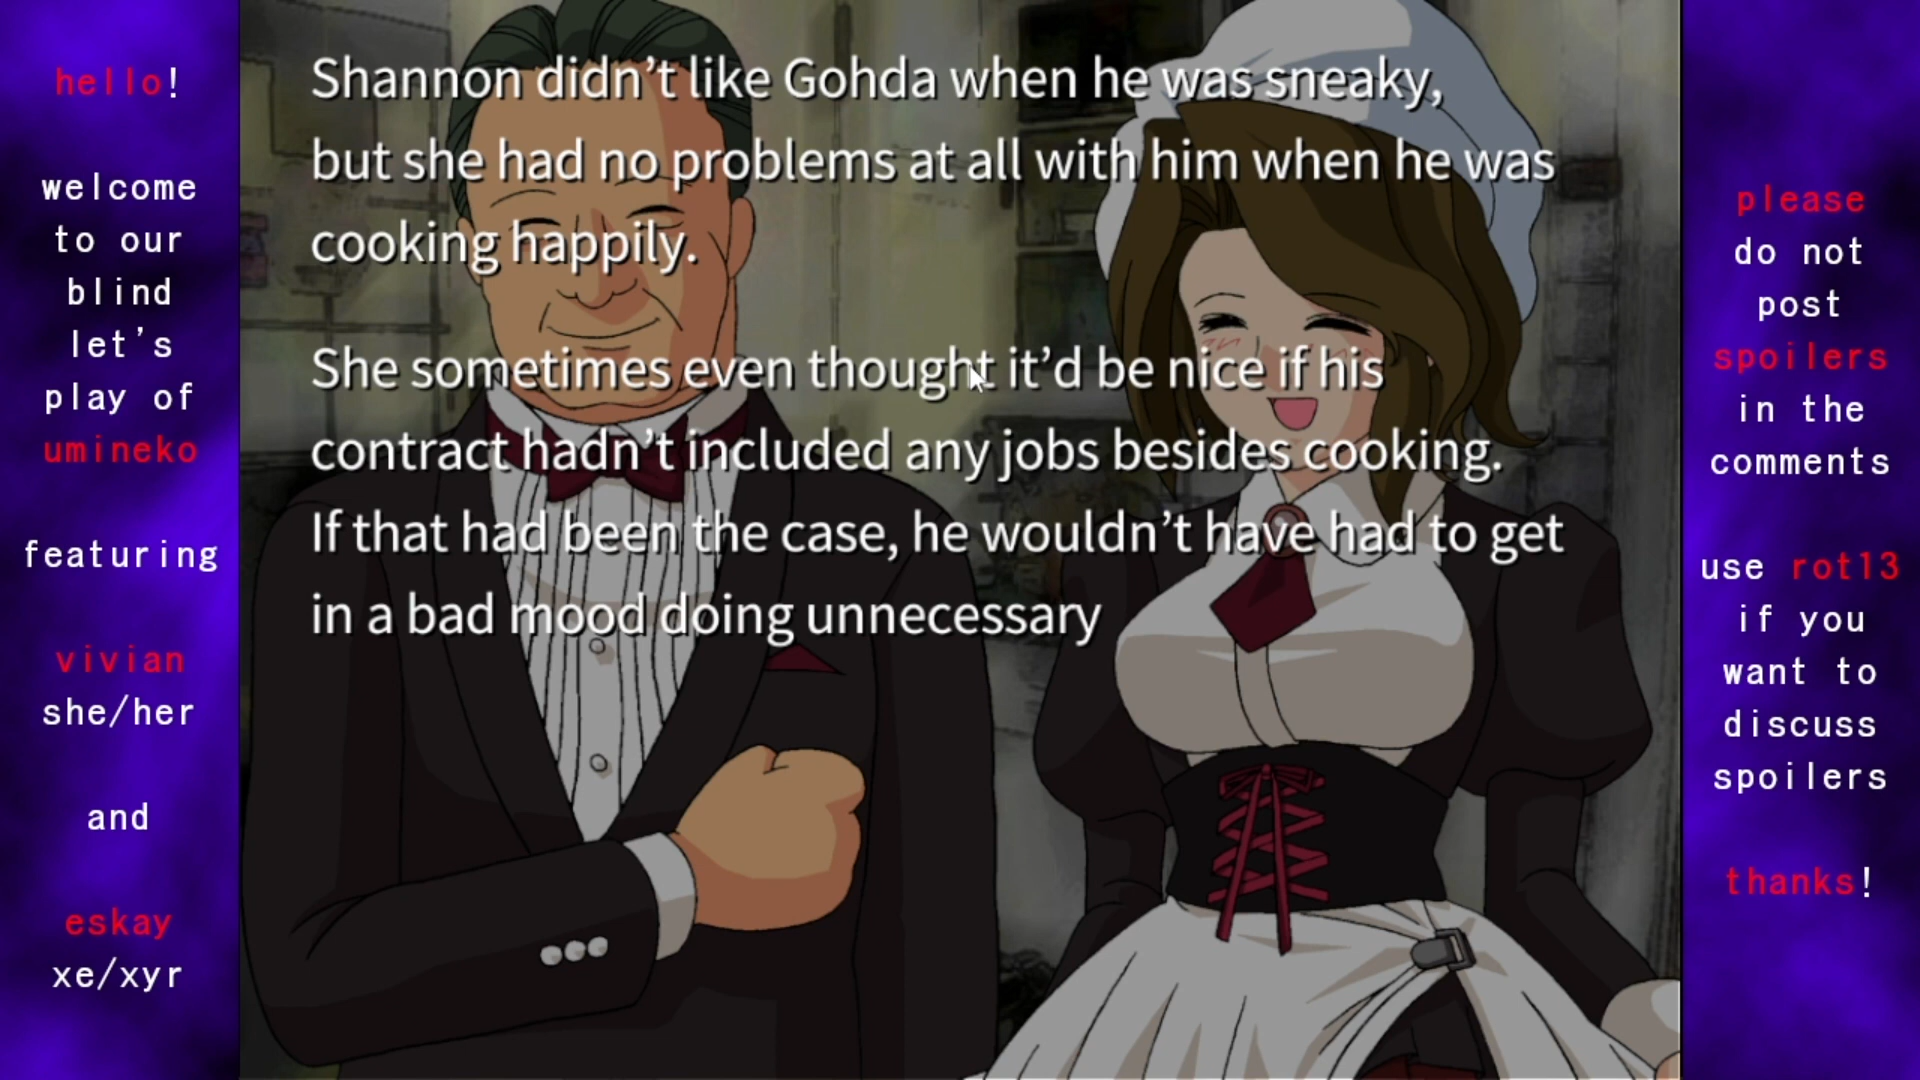 hello!
welcome
to our
blind
let's
play of
umineko
featuring
vivian
she/her
and
eskay
xe/xyr
Shannon didn't like Gohda when he was sneaky,
but she had no problems at all with him when he was
cooking happily.
She sometimes even thought it'd be nice if his
contract hadn't included any jobs besides cooking.
If that had been the case, he wouldn't have had to get
in a bad mood doing unnecessary
please
do not
post
spoilers
in the
comments
use rot13
if you
want to
discuss
spoilers
thanks!